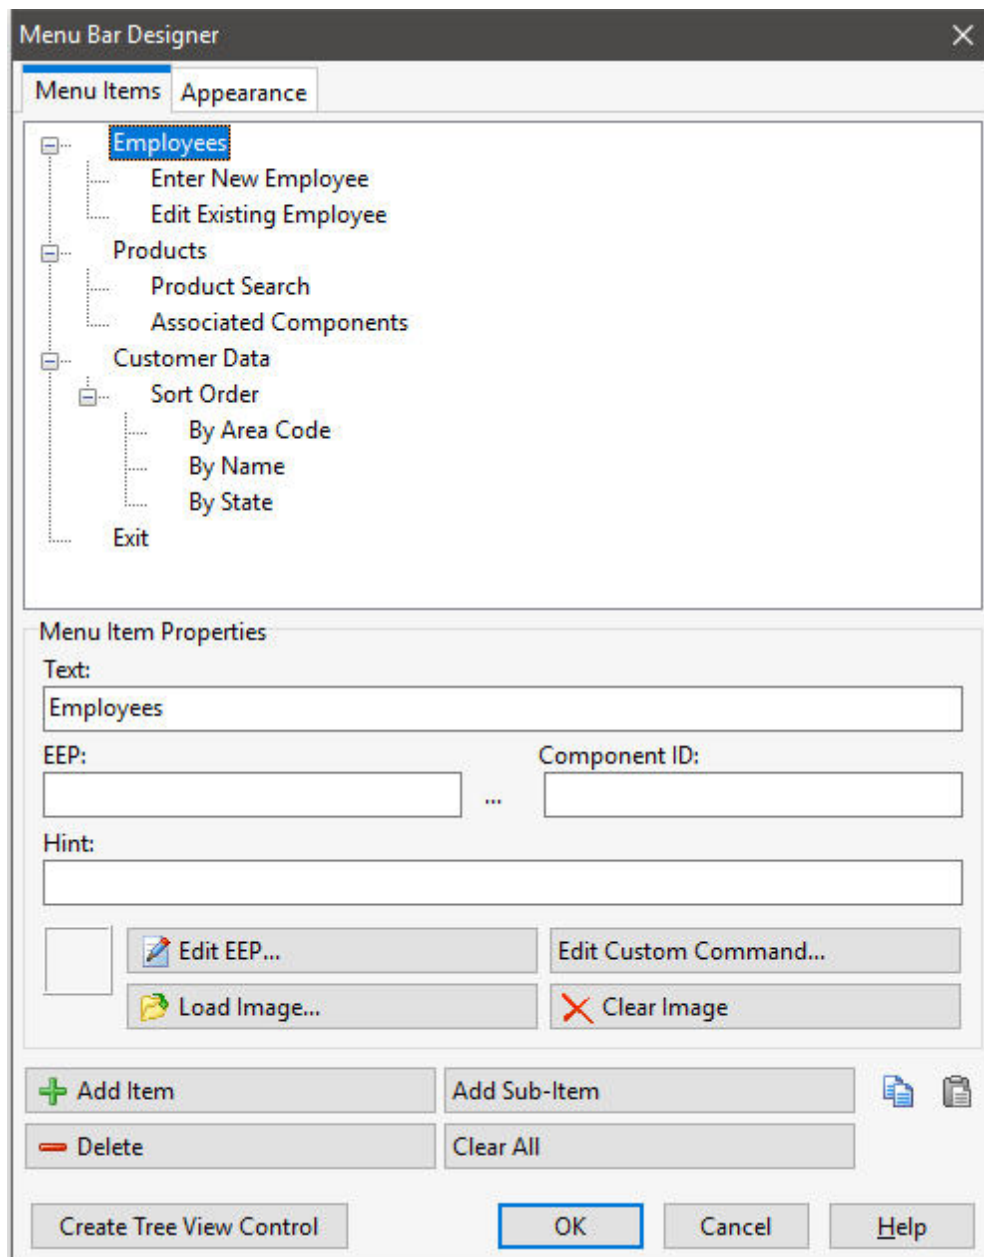 Menu Bar Designer
Menu Items Appearance
Employees
Enter New Employee
Edit Existing Employee
Products
Product Search
Associated Components
Customer Data
Sort Order
By Area Code
By Name
By State
Exit
Menu Item Properties
Text:
Employees
EEP: Component ID:
...
Hint:
Edit EEP... Edit Custom Command...
Load Image... Clear Image
Add Item Add Sub-Item
Delete Clear All
Create Tree View Control OK Cancel Help